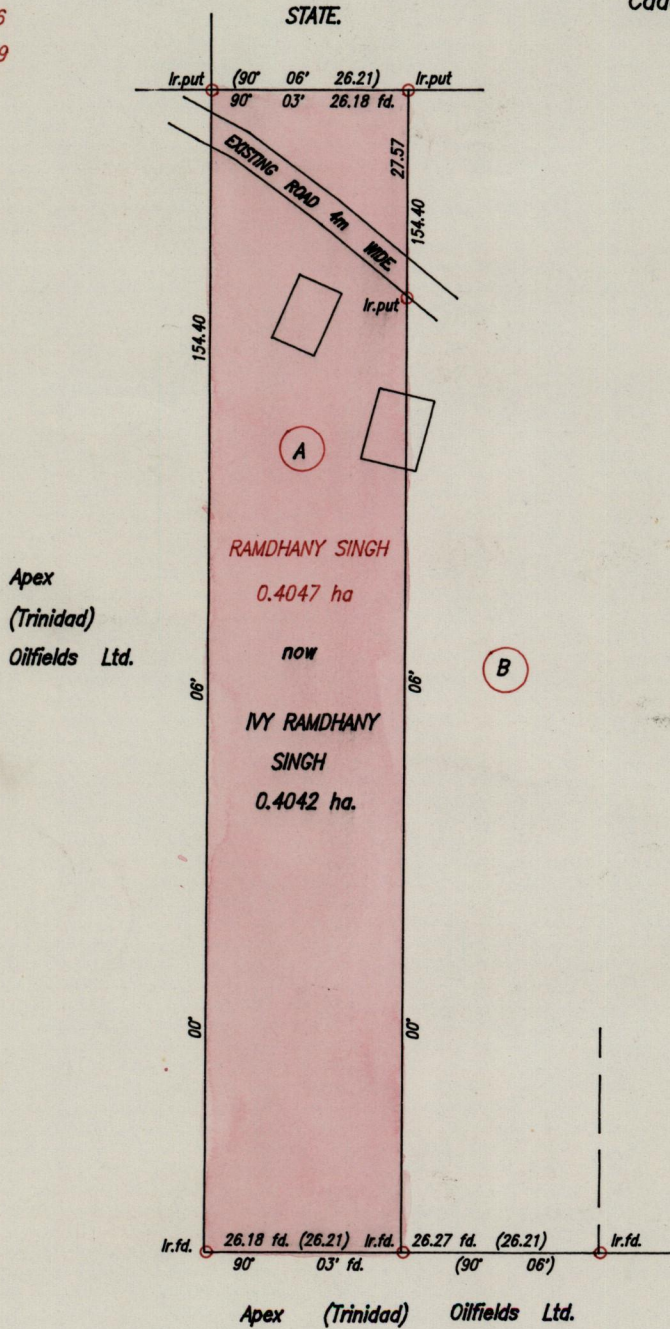 6
9
STATE.
Ir.put (90° 06' 26.21) Ir.put
90° 03' 26.18 fd.
27.57
154.40
EXISTING ROAD 4m WIDE
Ir.put
154.40
A
RAMDHANY SINGH
0.4047 ha
now
IVY RAMDHANY
SINGH
0.4042 ha.
Apex
(Trinidad)
Oilfields Ltd.
B
06'
06'
00°
00°
Ir.fd. 26.18 fd. (26.21) Ir.fd. 26.27 fd. (26.21) Ir.fd.
90° 03' fd. (90° 06')
Apex (Trinidad) Oilfields Ltd.